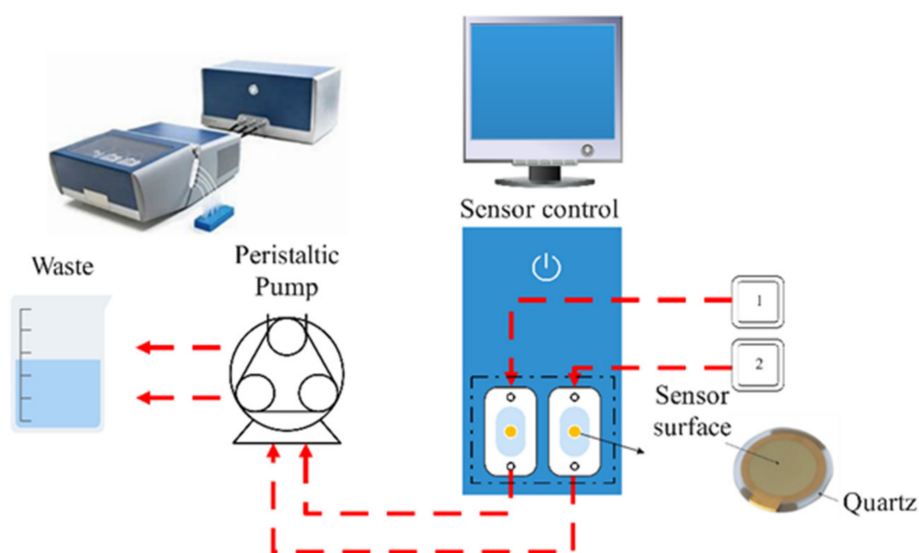 Sensor control
Waste
Peristaltic
Pump
1
2
Sensor
surface
Quartz